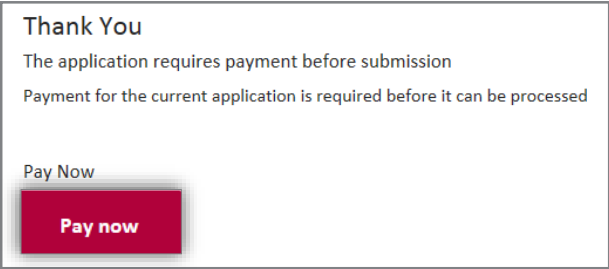 Thank You
The application requires payment before submission
Payment for the current application is required before it can be processed
Pay Now
Pay now